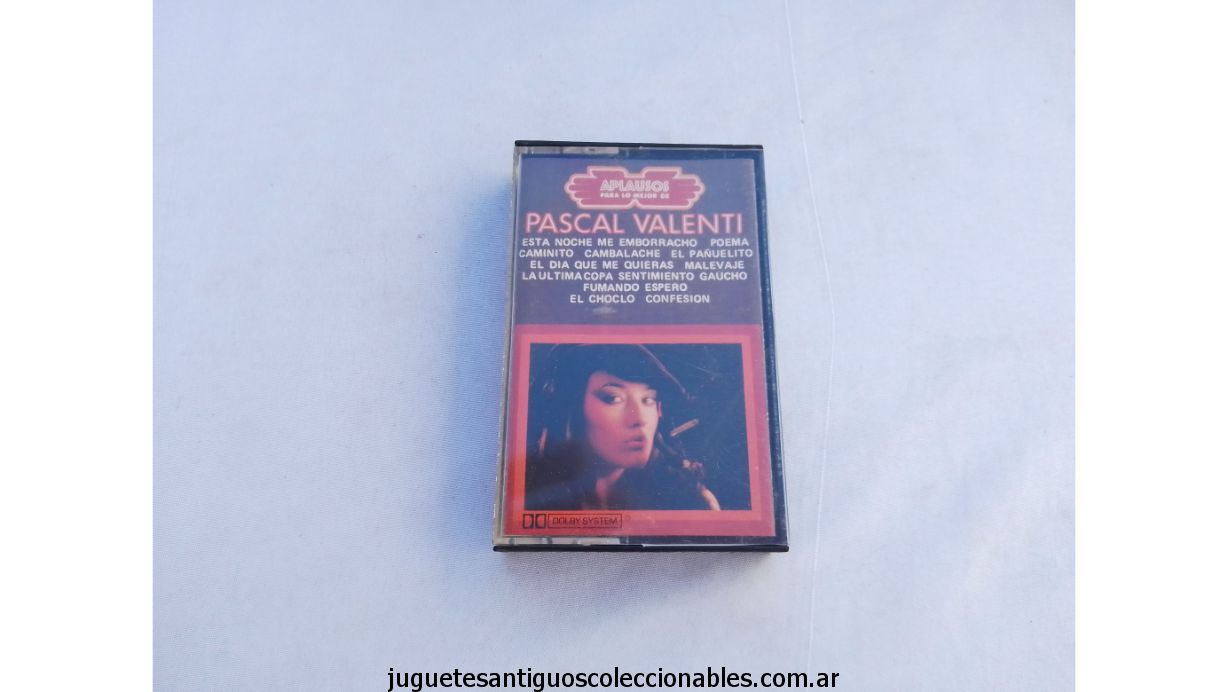 APLAUSOS
PARA LO MEJOR DE
PASCAL VALENTI
ESTA NOCHE ME EMBORRACHO POEMA
CAMINITO CAMBALACHE EL PAÑUELITO
EL DIA QUE ME QUIERAS MALEVAJE
LA ULTIMA COPA SENTIMIENTO GAUCHO
FUMANDO ESPERO
EL CHOCLO CONFESION
DOLBY SYSTEM
juguetesantiguoscoleccionables.com.ar